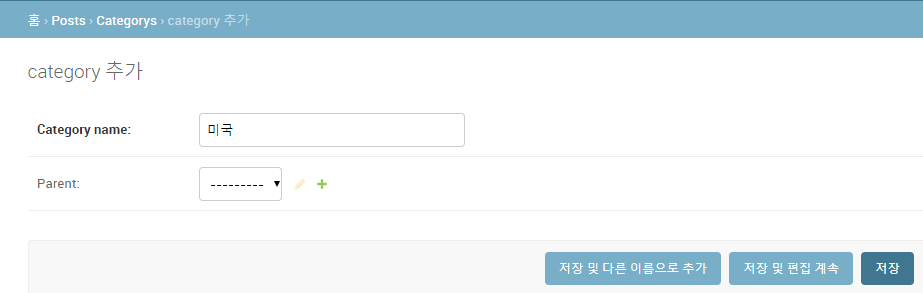 홈 › Posts › Categorys › category 추가
category 추가
Category name: 미국
Parent: ---------
저장 및 다른 이름으로 추가 저장 및 편집 계속 저장